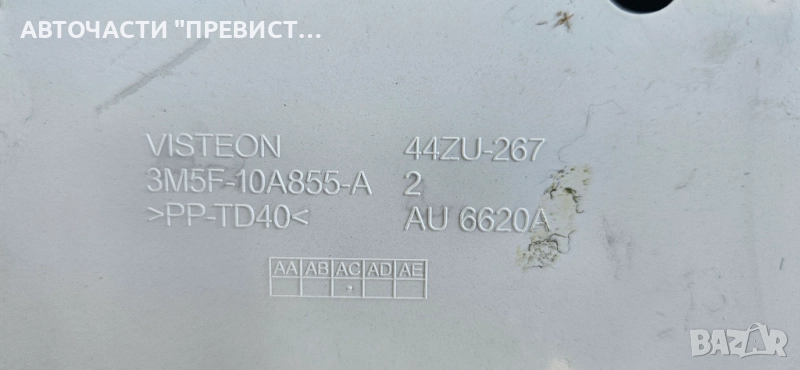 АВТОЧАСТИ "ПРЕВИСТ...
VISTEON 44ZU-267
3M5F-10A855-A 2
>PP-TD40< AU 6620A
AA AB AC AD AE
BAZAR